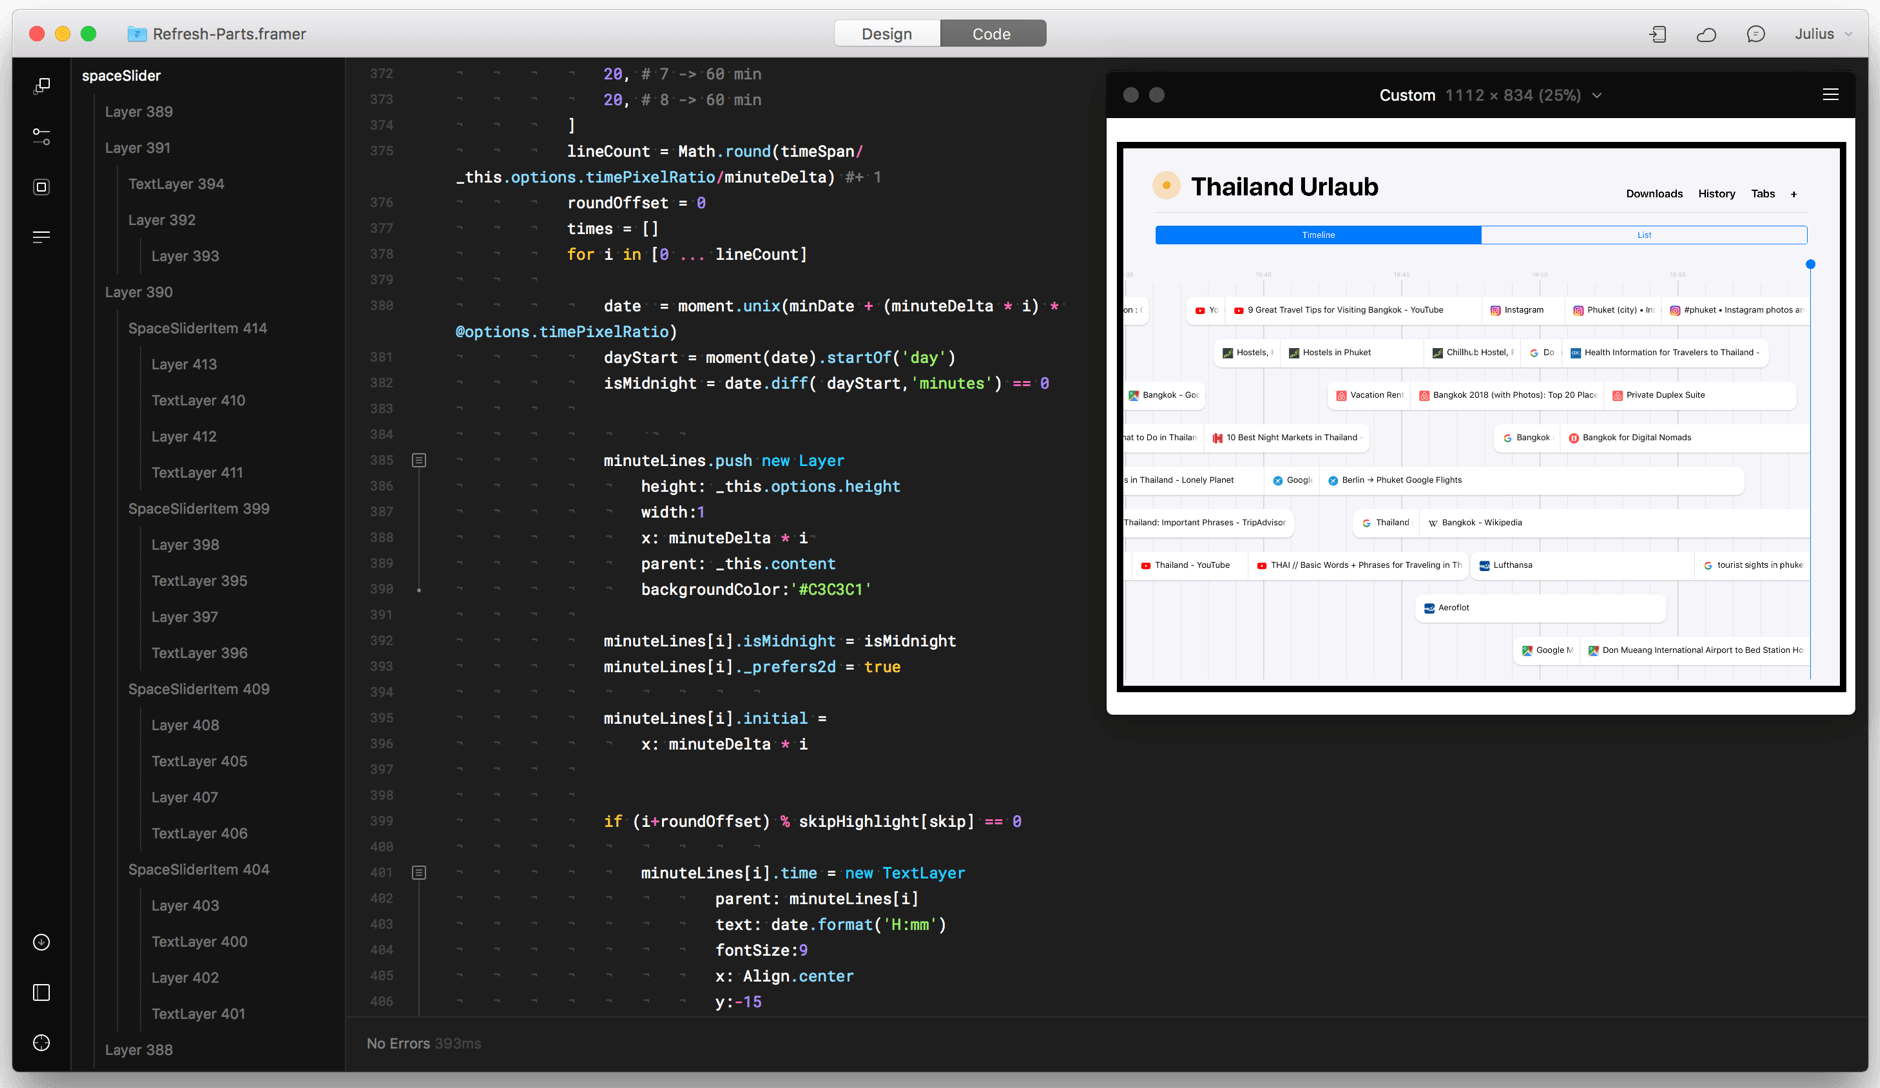 Refresh-Parts.framer
Design
Code
Julius
spaceSlider
Layer 389
Layer 391
TextLayer 394
Layer 392
Layer 393
Layer 390
SpaceSliderItem 414
Layer 413
TextLayer 410
Layer 412
TextLayer 411
SpaceSliderItem 399
Layer 398
TextLayer 395
Layer 397
TextLayer 396
SpaceSliderItem 409
Layer 408
TextLayer 405
Layer 407
TextLayer 406
SpaceSliderItem 404
Layer 403
TextLayer 400
Layer 402
TextLayer 401
Layer 388
372 20, # 7 -> 60 min
373 20, # 8 -> 60 min
374 ]
375 lineCount = Math.round(timeSpan/
_this.options.timePixelRatio/minuteDelta) #+ 1
376 roundOffset = 0
377 times = []
378 for i in [0 ... lineCount]
379
380 date = moment.unix(minDate + (minuteDelta * i) *
@options.timePixelRatio)
381 dayStart = moment(date).startOf('day')
382 isMidnight = date.diff( dayStart,'minutes') == 0
383
384
385 minuteLines.push new Layer
386 height: _this.options.height
387 width:1
388 x: minuteDelta * i
389 parent: _this.content
390 backgroundColor:'#C3C3C1'
391
392 minuteLines[i].isMidnight = isMidnight
393 minuteLines[i]._prefers2d = true
394
395 minuteLines[i].initial =
396 x: minuteDelta * i
397
398
399 if (i+roundOffset) % skipHighlight[skip] == 0
400
401 minuteLines[i].time = new TextLayer
402 parent: minuteLines[i]
403 text: date.format('H:mm')
404 fontSize:9
405 x: Align.center
406 y:-15
No Errors 393ms
Custom 1112 × 834 (25%)
Thailand Urlaub
Downloads History Tabs +
Timeline
List
:35 19:40 19:45 19:50 19:55
on : Yo 9 Great Travel Tips for Visiting Bangkok - YouTube Instagram Phuket (city) • In #phuket • Instagram photos an
Hostels, Hostels in Phuket Chillhub Hostel, Do Health Information for Travelers to Thailand -
Bangkok - Goo Vacation Rent Bangkok 2018 (with Photos): Top 20 Place Private Duplex Suite
hat to Do in Thailan 10 Best Night Markets in Thailand - Bangkok Bangkok for Digital Nomads
s in Thailand - Lonely Planet Googl Berlin → Phuket Google Flights
Thailand: Important Phrases - TripAdvisor Thailand Bangkok - Wikipedia
Thailand - YouTube THAI // Basic Words + Phrases for Traveling in Th Lufthansa tourist sights in phuke
Aeroflot
Google M Don Mueang International Airport to Bed Station Ho